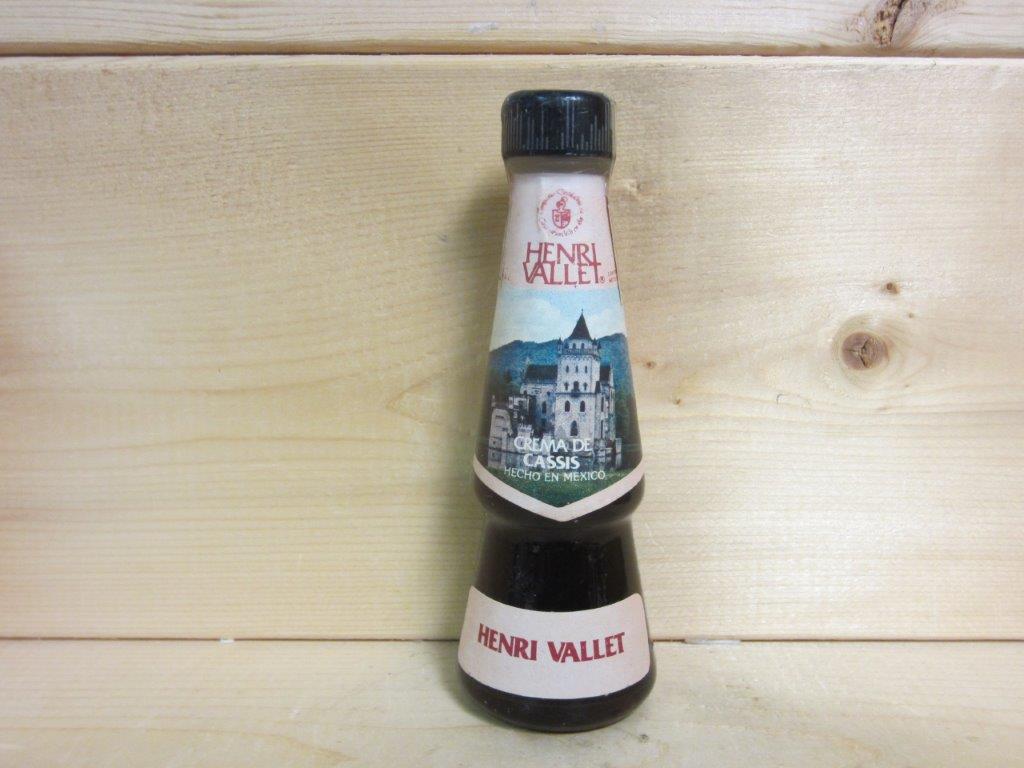 HENRI
VALLET®
CREMA DE
CASSIS
HECHO EN MEXICO
HENRI VALLET